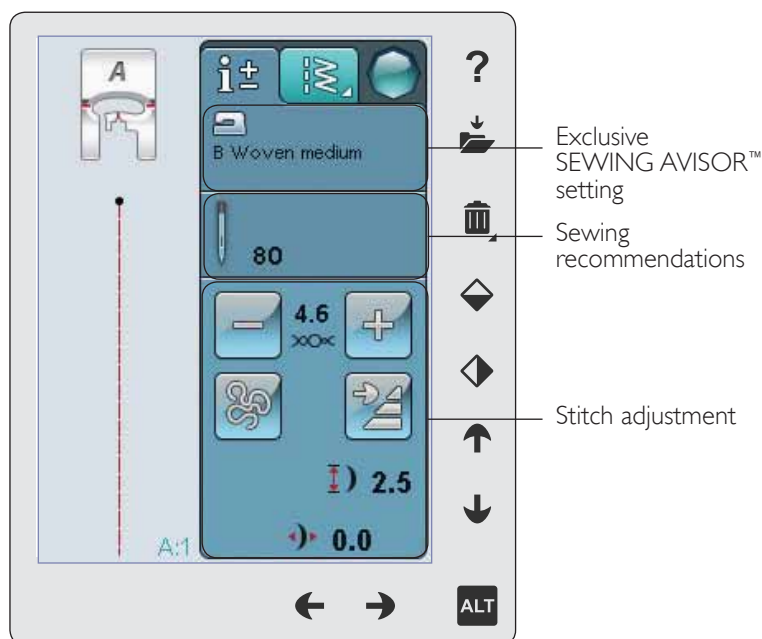 A
i±
?
B Woven medium
Exclusive
SEWING AVISOR™
setting
80
Sewing
recommendations
4.6
2.5
Stitch adjustment
0.0
A:1
ALT